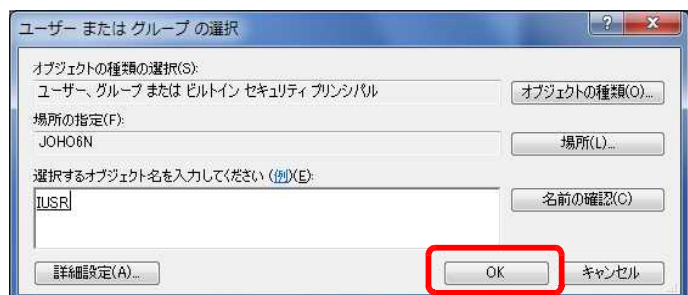 ユーザー または グループ の選択
オブジェクトの種類の選択(S):
ユーザー、グループ または ビルトイン セキュリティ プリンシパル
オブジェクトの種類(O)...
場所の指定(F):
JOHO6N
場所(L)...
選択するオブジェクト名を入力してください (例)(E):
IUSR
名前の確認(C)
詳細設定(A)...
OK
キャンセル